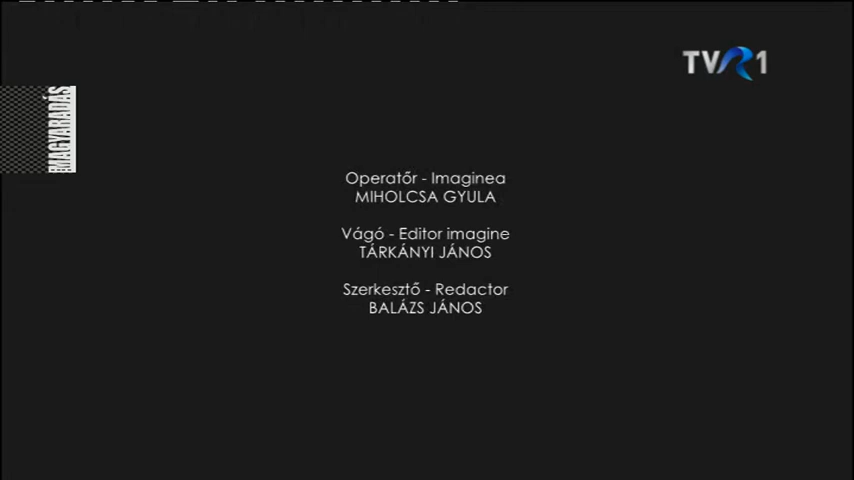 TVR1
MAGYARADÁS
Operatőr - Imaginea
MIHOLCSA GYULA
Vágó - Editor imagine
TÁRKÁNYI JÁNOS
Szerkesztő - Redactor
BALÁZS JÁNOS